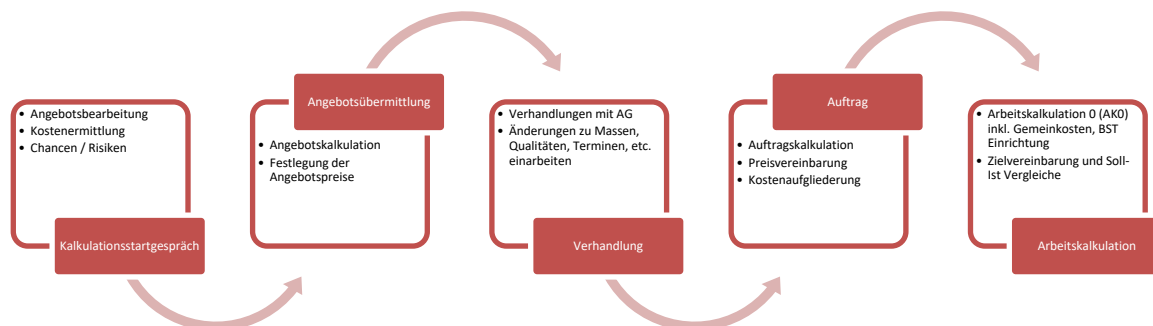 Angebotsbearbeitung
Kostenermittlung
Chancen / Risiken
Kalkulationsstartgespräch
Angebotsübermittlung
Angebotskalkulation
Festlegung der
Angebotspreise
Verhandlungen mit AG
Änderungen zu Massen,
Qualitäten, Terminen, etc.
einarbeiten
Verhandlung
Auftrag
Auftragskalkulation
Preisvereinbarung
Kostenaufgliederung
Arbeitskalkulation 0 (AK0)
inkl. Gemeinkosten, BST
Einrichtung
Zielvereinbarung und Soll-
Ist Vergleiche
Arbeitskalkulation